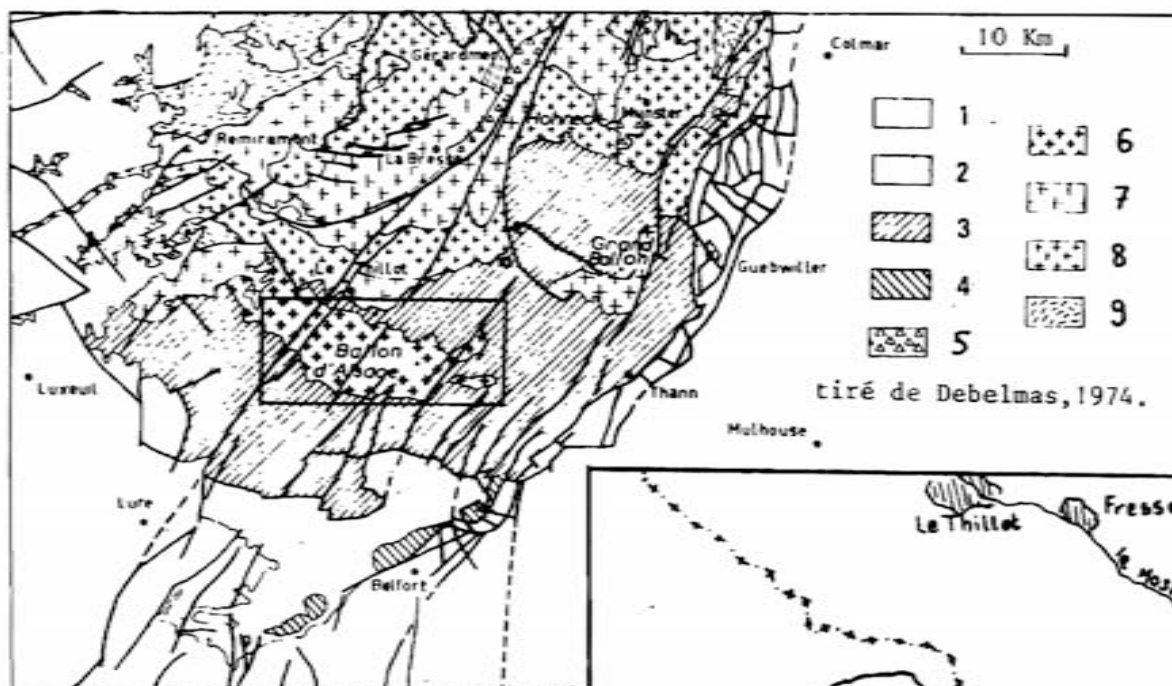 Colmar
10 Km
Gérardmer
Hohneck
Munster
Remiremont
La Bresse
1
6
2
7
3
8
4
9
5
Grand
Ballon
Guebwiller
Le Thillot
Ballon
d'Alsace
Luxeuil
Thann
tiré de Debelmas,1974.
Mulhouse
Lure
Belfort
Le Thillot
Fresse